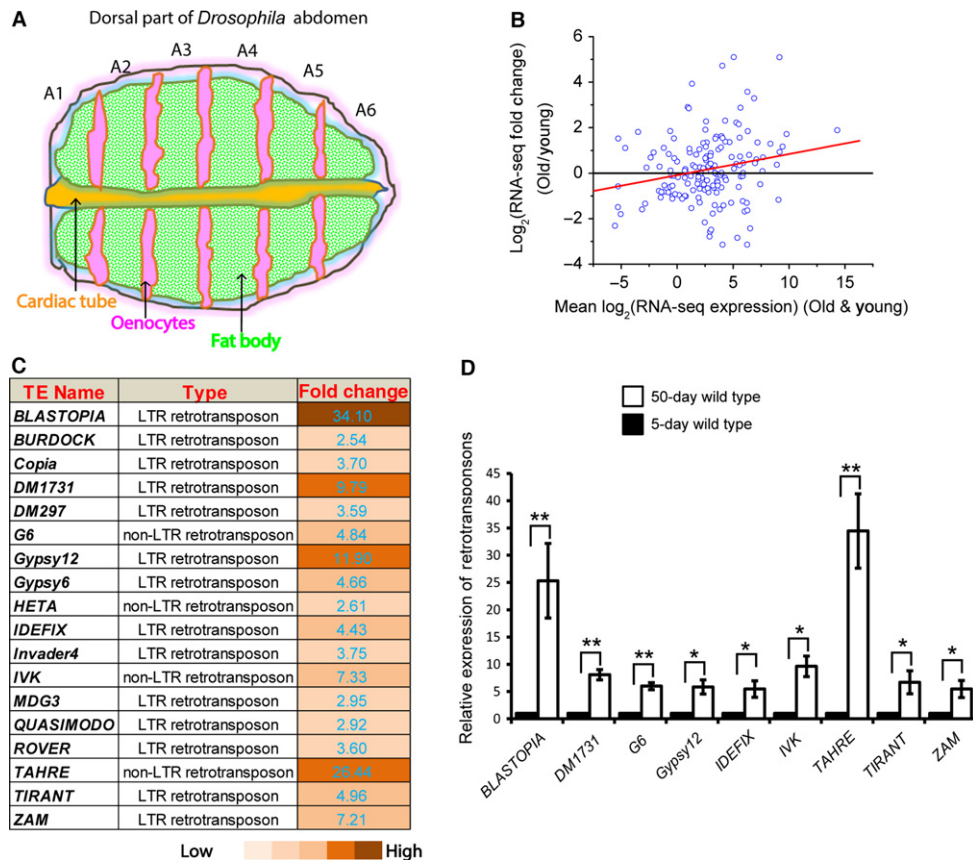 A
Dorsal part of Drosophila abdomen
A1
A2
A3
A4
A5
A6
Cardiac tube
Oenocytes
Fat body
B
Log2(RNA-seq fold change)
(Old/young)
4
2
0
−2
−4
−5
0
5
10
15
Mean log2(RNA-seq expression) (Old & young)
C
TE Name Type Fold change
BLASTOPIA LTR retrotransposon 34.10
BURDOCK LTR retrotransposon 2.54
Copia LTR retrotransposon 3.70
DM1731 LTR retrotransposon 9.79
DM297 LTR retrotransposon 3.59
G6 non-LTR retrotransposon 4.84
Gypsy12 LTR retrotransposon 11.90
Gypsy6 LTR retrotransposon 4.66
HETA non-LTR retrotransposon 2.61
IDEFIX LTR retrotransposon 4.43
Invader4 LTR retrotransposon 3.75
IVK non-LTR retrotransposon 7.33
MDG3 LTR retrotransposon 2.95
QUASIMODO LTR retrotransposon 2.92
ROVER LTR retrotransposon 3.60
TAHRE non-LTR retrotransposon 26.44
TIRANT LTR retrotransposon 4.96
ZAM LTR retrotransposon 7.21
Low High
D
50-day wild type
5-day wild type
Relative expression of retrotransponsons
45
40
35
30
25
20
15
10
5
0
**
**
**
*
*
*
**
*
*
BLASTOPIA
DM1731
G6
Gypsy12
IDEFIX
IVK
TAHRE
TIRANT
ZAM